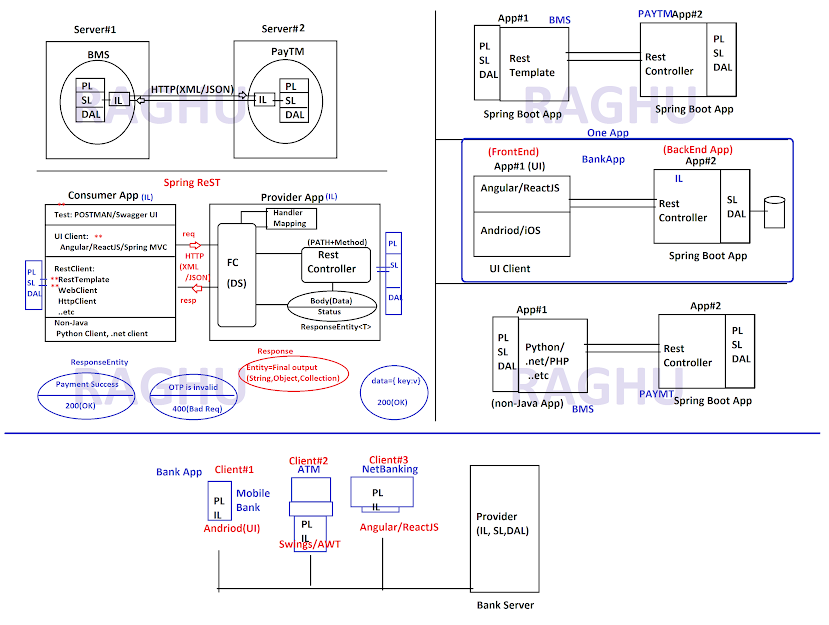 Server#1
Server#2
BMS
PayTM
PL
SL
DAL
IL
HTTP(XML/JSON)
IL
PL
SL
DAL
RAGHU
RAGHU
Spring ReST
Consumer App (IL)
**
Test: POSTMAN/Swagger UI
UI Client: **
Angular/ReactJS/Spring MVC
RestClient:
**RestTemplate
** WebClient
HttpClient
..etc
Non-Java
Python Client, .net client
PL
SL
DAL
req
HTTP
(XML
/JSON)
resp
Provider App (IL)
Handler
Mapping
FC
(DS)
(PATH+Method)
Rest
Controller
Body(Data)
Status
ResponseEntity<T>
PL
SL
DAL
ResponseEntity
Payment Success
200(OK)
OTP is invalid
400(Bad Req)
Response
Entity=Final output
(String,Object,Collection)
data={ key:v}
200(OK)
RAGHU
App#1
BMS
PL
SL
DAL
Rest
Template
Spring Boot App
PAYTM App#2
Rest
Controller
PL
SL
DAL
Spring Boot App
RAGHU
One App
(FrontEnd)
App#1 (UI)
Angular/ReactJS
Andriod/iOS
UI Client
BankApp
(BackEnd App)
App#2
IL
Rest
Controller
SL
DAL
Spring Boot App
App#1
PL
SL
DAL
Python/
.net/PHP
..etc
(non-Java App)
BMS
App#2
Rest
Controller
PL
SL
DAL
PAYMT
Spring Boot App
RAGHU
Bank App
Client#1
PL
IL
Mobile
Bank
Andriod(UI)
Client#2
ATM
PL
IL
Swings/AWT
Client#3
NetBanking
PL
IL
Angular/ReactJS
Provider
(IL, SL,DAL)
Bank Server